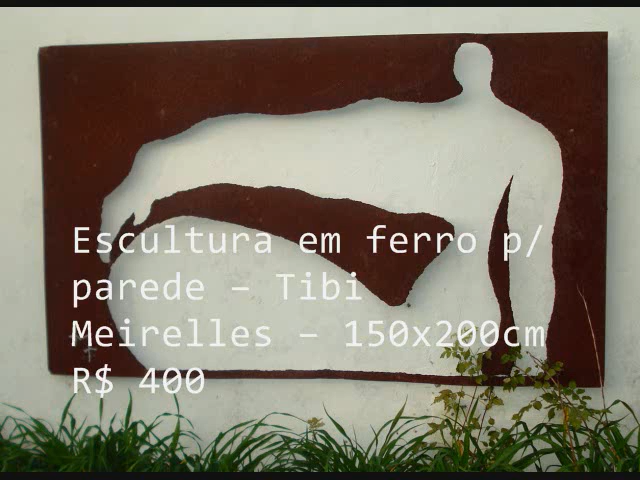 Escultura em ferro p/
parede – Tibi
Meirelles – 150x200cm
R$ 400